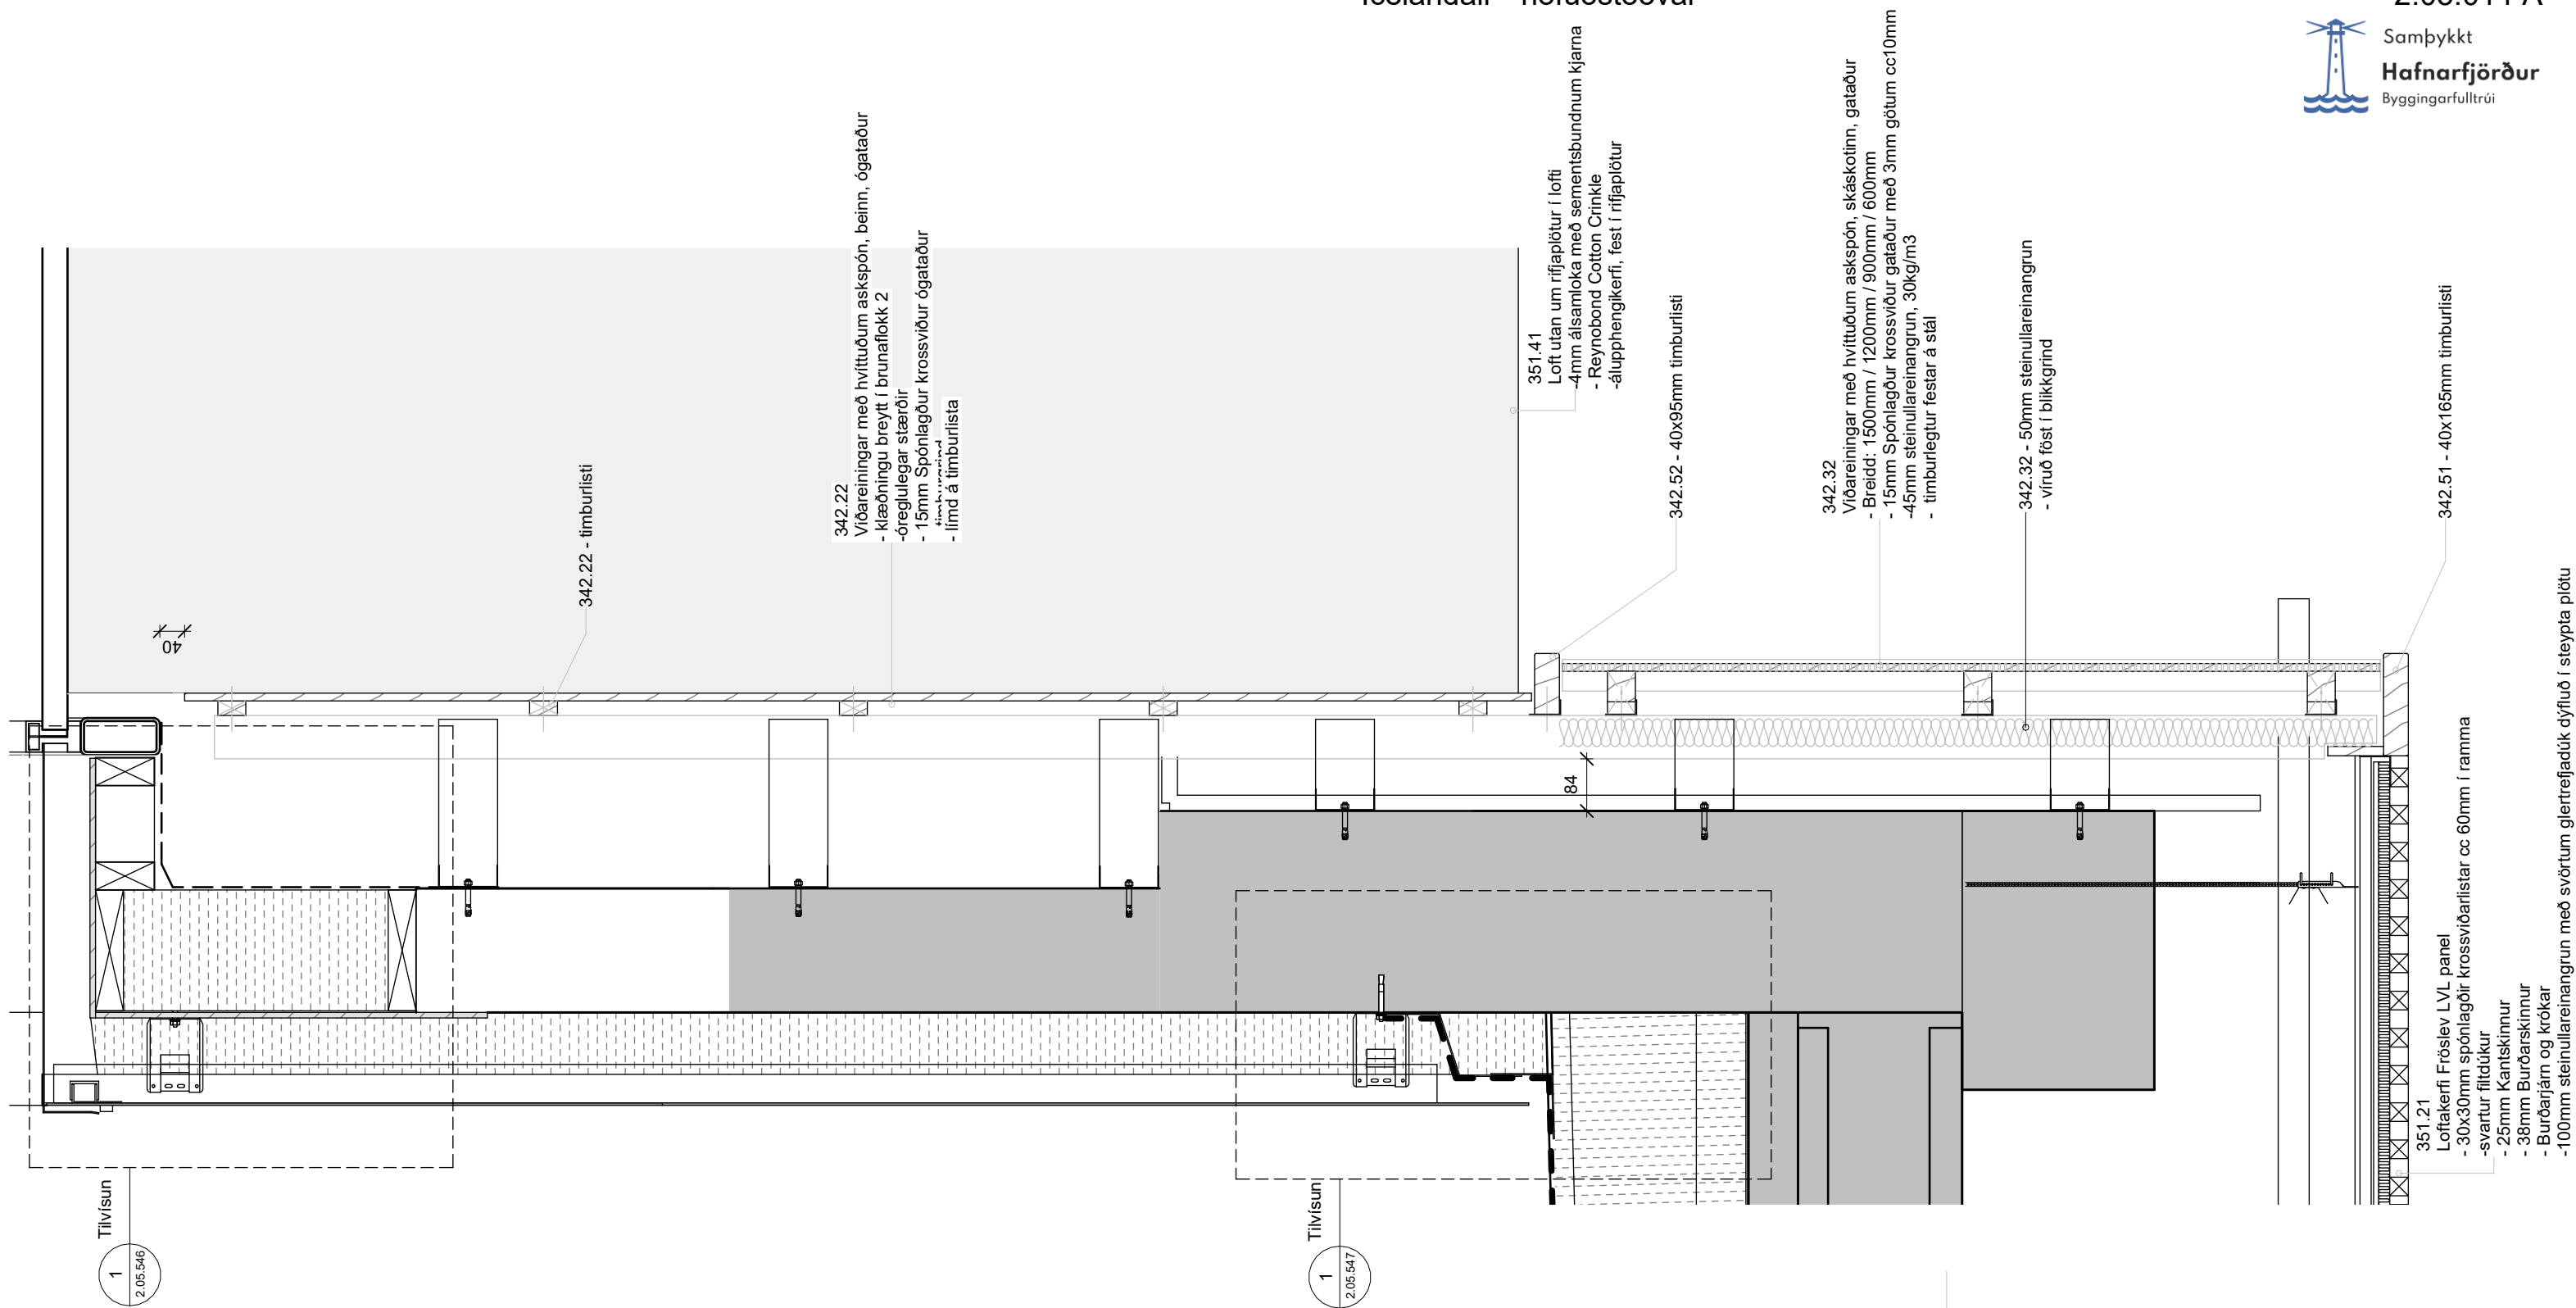 Samþykkt
Hafnarfjörður
Byggingarfulltrúi
40
342.22 - timburlisti
342.22
Viðareiningar með hvíttuðum askspón, beinn, ógataður
- klæðningu breytt í brunaflokk 2
-óreglulegar stærðir
- 15mm Spónlagður krossviður ógataður
- límd á timburlista
351.41
Loft utan um rifjaplötur í lofti
-4mm álsamloka með sementsbundnum kjarna
- Reynobond Cotton Crinkle
-álupphengikerfi, fest í rifjaplötur
342.52 - 40x95mm timburlisti
342.32
Viðareiningar með hvíttuðum askspón, skáskotinn, gataður
- Breidd: 1500mm / 1200mm / 900mm / 600mm
- 15mm Spónlagður krossviður gataður með 3mm götum cc10mm
-45mm steinullareinangrun, 30kg/m3
- timburlegtur festar á stál
342.32 - 50mm steinullareinangrun
- víruð föst í blikkgrind
342.51 - 40x165mm timburlisti
84
351.21
Loftakerfi Fröslev LVL panel
- 30x30mm spónlagðir krossviðarlistar cc 60mm í ramma
-svartur filtdúkur
- 25mm Kantskinnur
- 38mm Burðarskinnur
- Burðarjárn og krókar
-100mm steinullareinangrun með svörtum glertrefjadúk dýfluð í steypta plötu
Tilvísun
1
2.05.546
Tilvísun
1
2.05.547